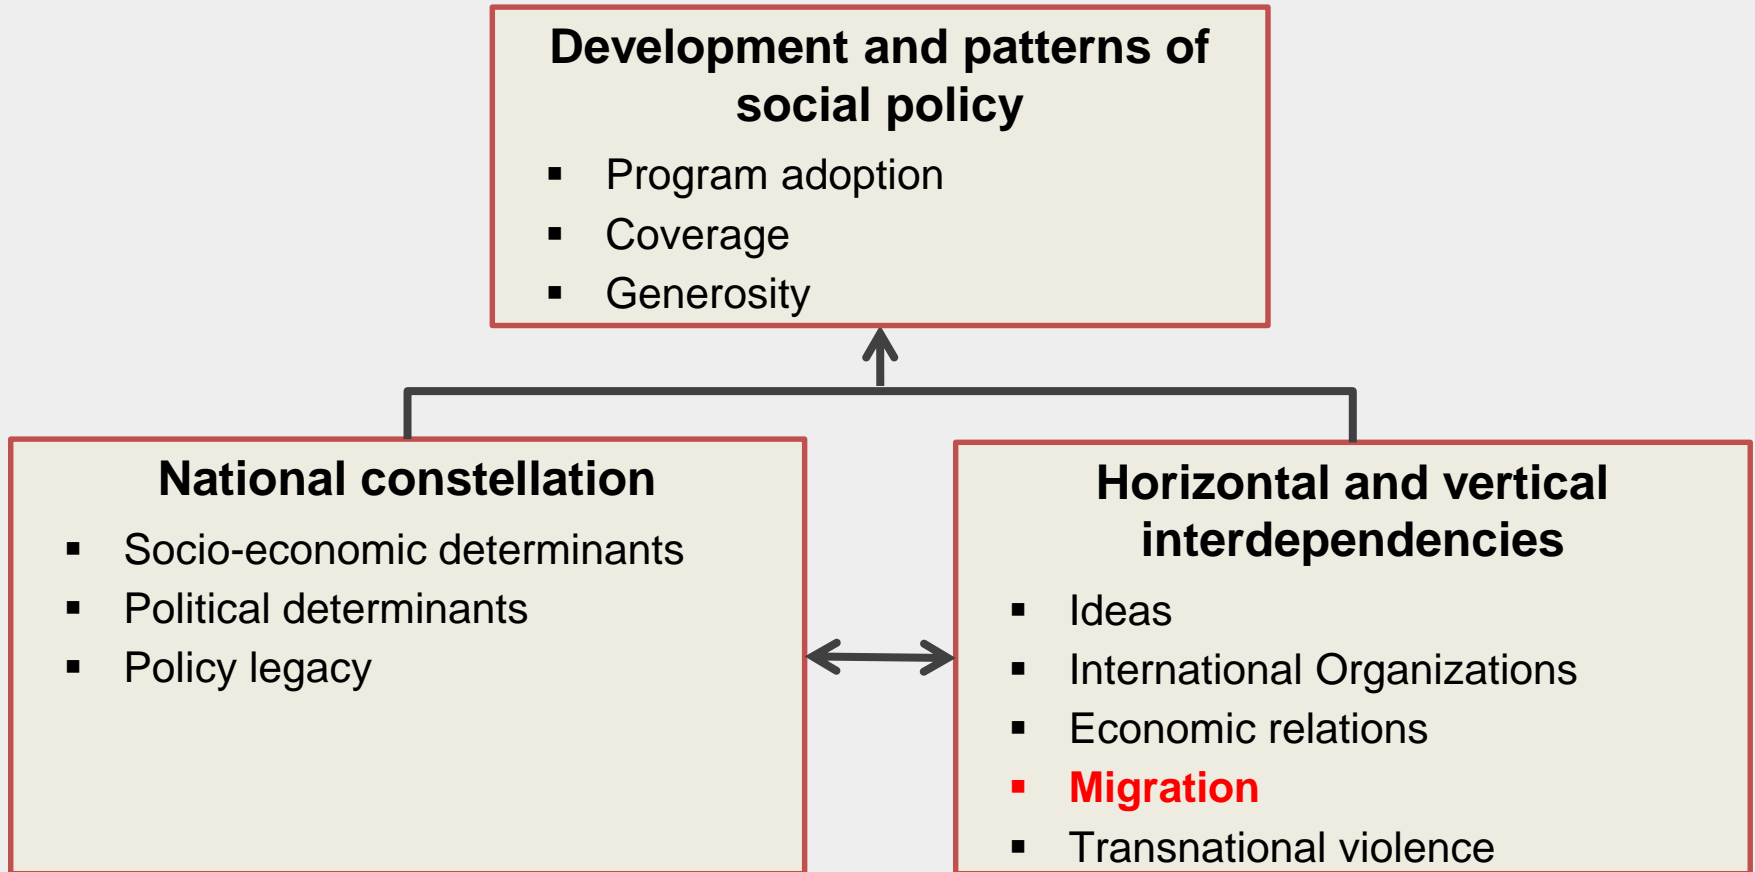 Development and patterns of
social policy
▪ Program adoption
▪ Coverage
▪ Generosity
National constellation
▪ Socio-economic determinants
▪ Political determinants
▪ Policy legacy
Horizontal and vertical
interdependencies
▪ Ideas
▪ International Organizations
▪ Economic relations
▪ Migration
▪ Transnational violence